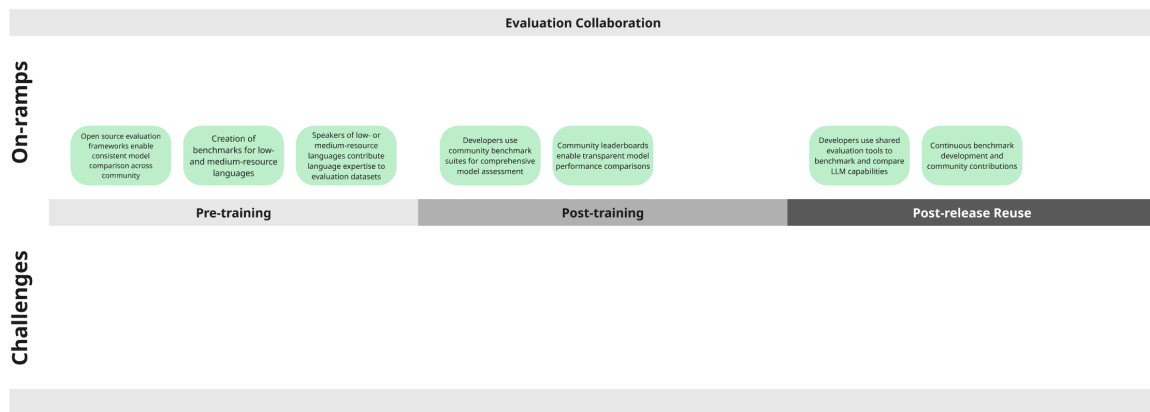 Evaluation Collaboration
On-ramps
Open source evaluation
frameworks enable
consistent model
comparison across
community
Creation of
benchmarks for low-
and medium-resource
languages
Speakers of low- or
medium-resource
languages contribute
language expertise to
evaluation datasets
Developers use
community benchmark
suites for comprehensive
model assessment
Community leaderboards
enable transparent model
performance comparisons
Developers use shared
evaluation tools to
benchmark and compare
LLM capabilities
Continuous benchmark
development and
community contributions
Pre-training
Post-training
Post-release Reuse
Challenges